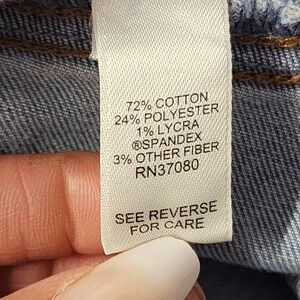 72% COTTON
24% POLYESTER
1% LYCRA
®SPANDEX
3% OTHER FIBER
RN37080
SEE REVERSE
FOR CARE